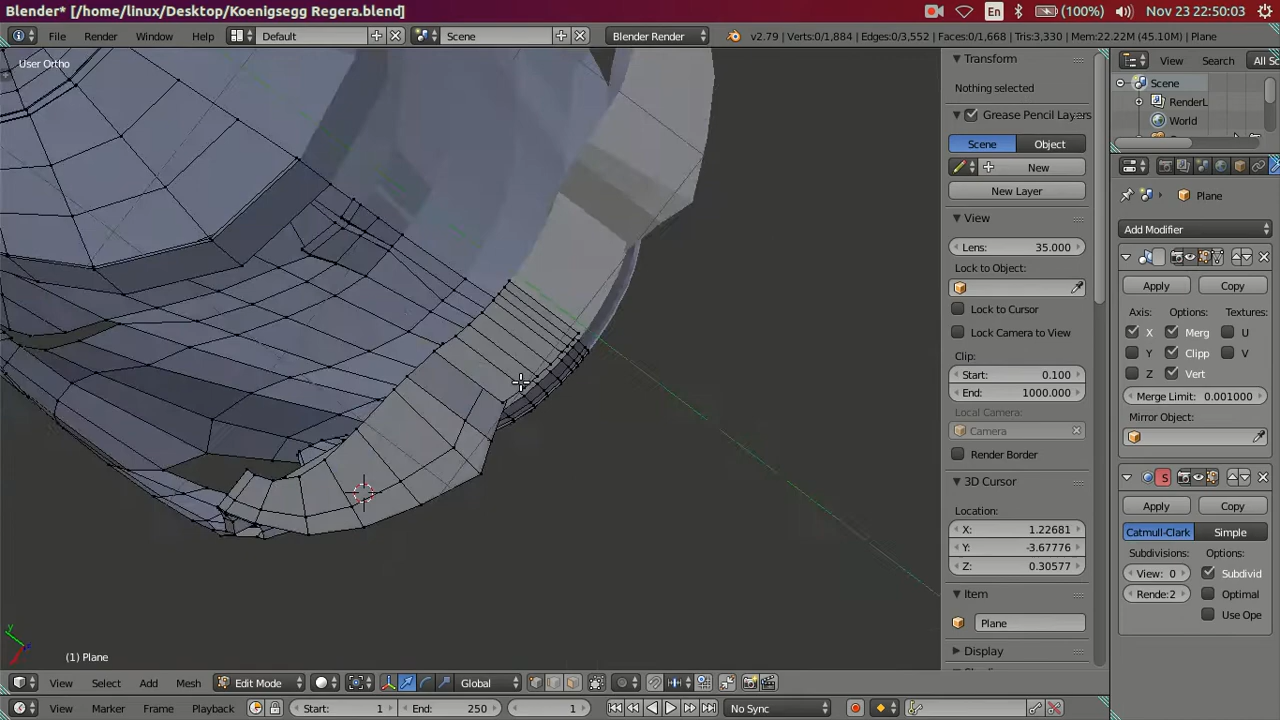 Blender* [/home/linux/Desktop/Koenigsegg Regera.blend] En (100%) Nov 23 22:50:03
File Render Window Help Default Scene Blender Render v2.79 | Verts:0/1,884 | Edges:0/3,552 | Faces:0/1,668 | Tris:3,330 | Mem:22.22M (45.10M) | Plane
User Ortho
Transform
Nothing selected
Grease Pencil Layers
Scene Object
New
New Layer
View
Lens: 35.000
Lock to Object:
Lock to Cursor
Lock Camera to View
Clip:
Start: 0.100
End: 1000.000
Local Camera:
Camera
Render Border
3D Cursor
Location:
X: 1.22681
Y: -3.67776
Z: 0.30577
Item
Plane
Display
View Search All S
Scene
RenderL
World
Plane
Add Modifier
Apply Copy
Axis: Options: Textures:
X Merg U
Y Clipp V
Z Vert
Merge Limit: 0.001000
Mirror Object:
S
Apply Copy
Catmull-Clark Simple
Subdivisions: Options:
View: 0 Subdivid
Rende:2 Optimal
Use Ope
y
(1) Plane
View Select Add Mesh Edit Mode Global
View Marker Frame Playback Start: 1 End: 250 1 No Sync